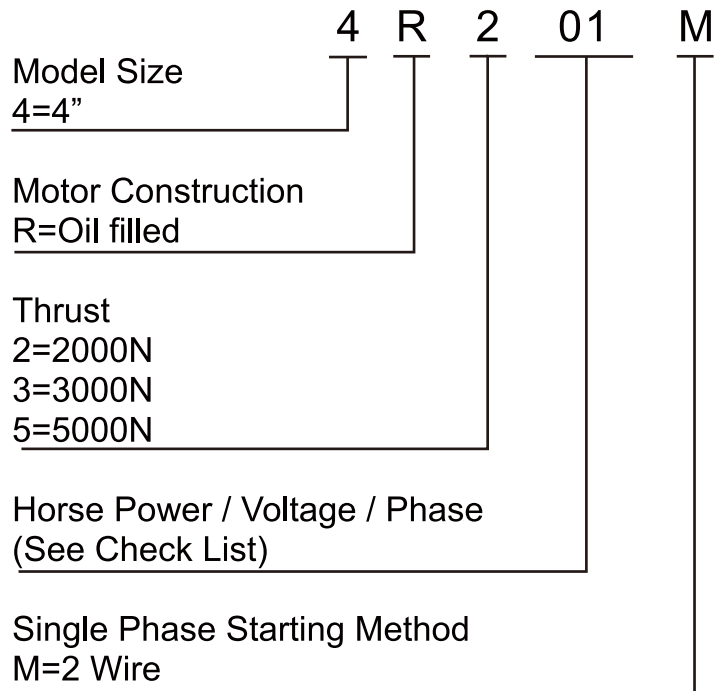 4 R 2 01 M
Model Size
4=4”
Motor Construction
R=Oil filled
Thrust
2=2000N
3=3000N
5=5000N
Horse Power / Voltage / Phase
(See Check List)
Single Phase Starting Method
M=2 Wire